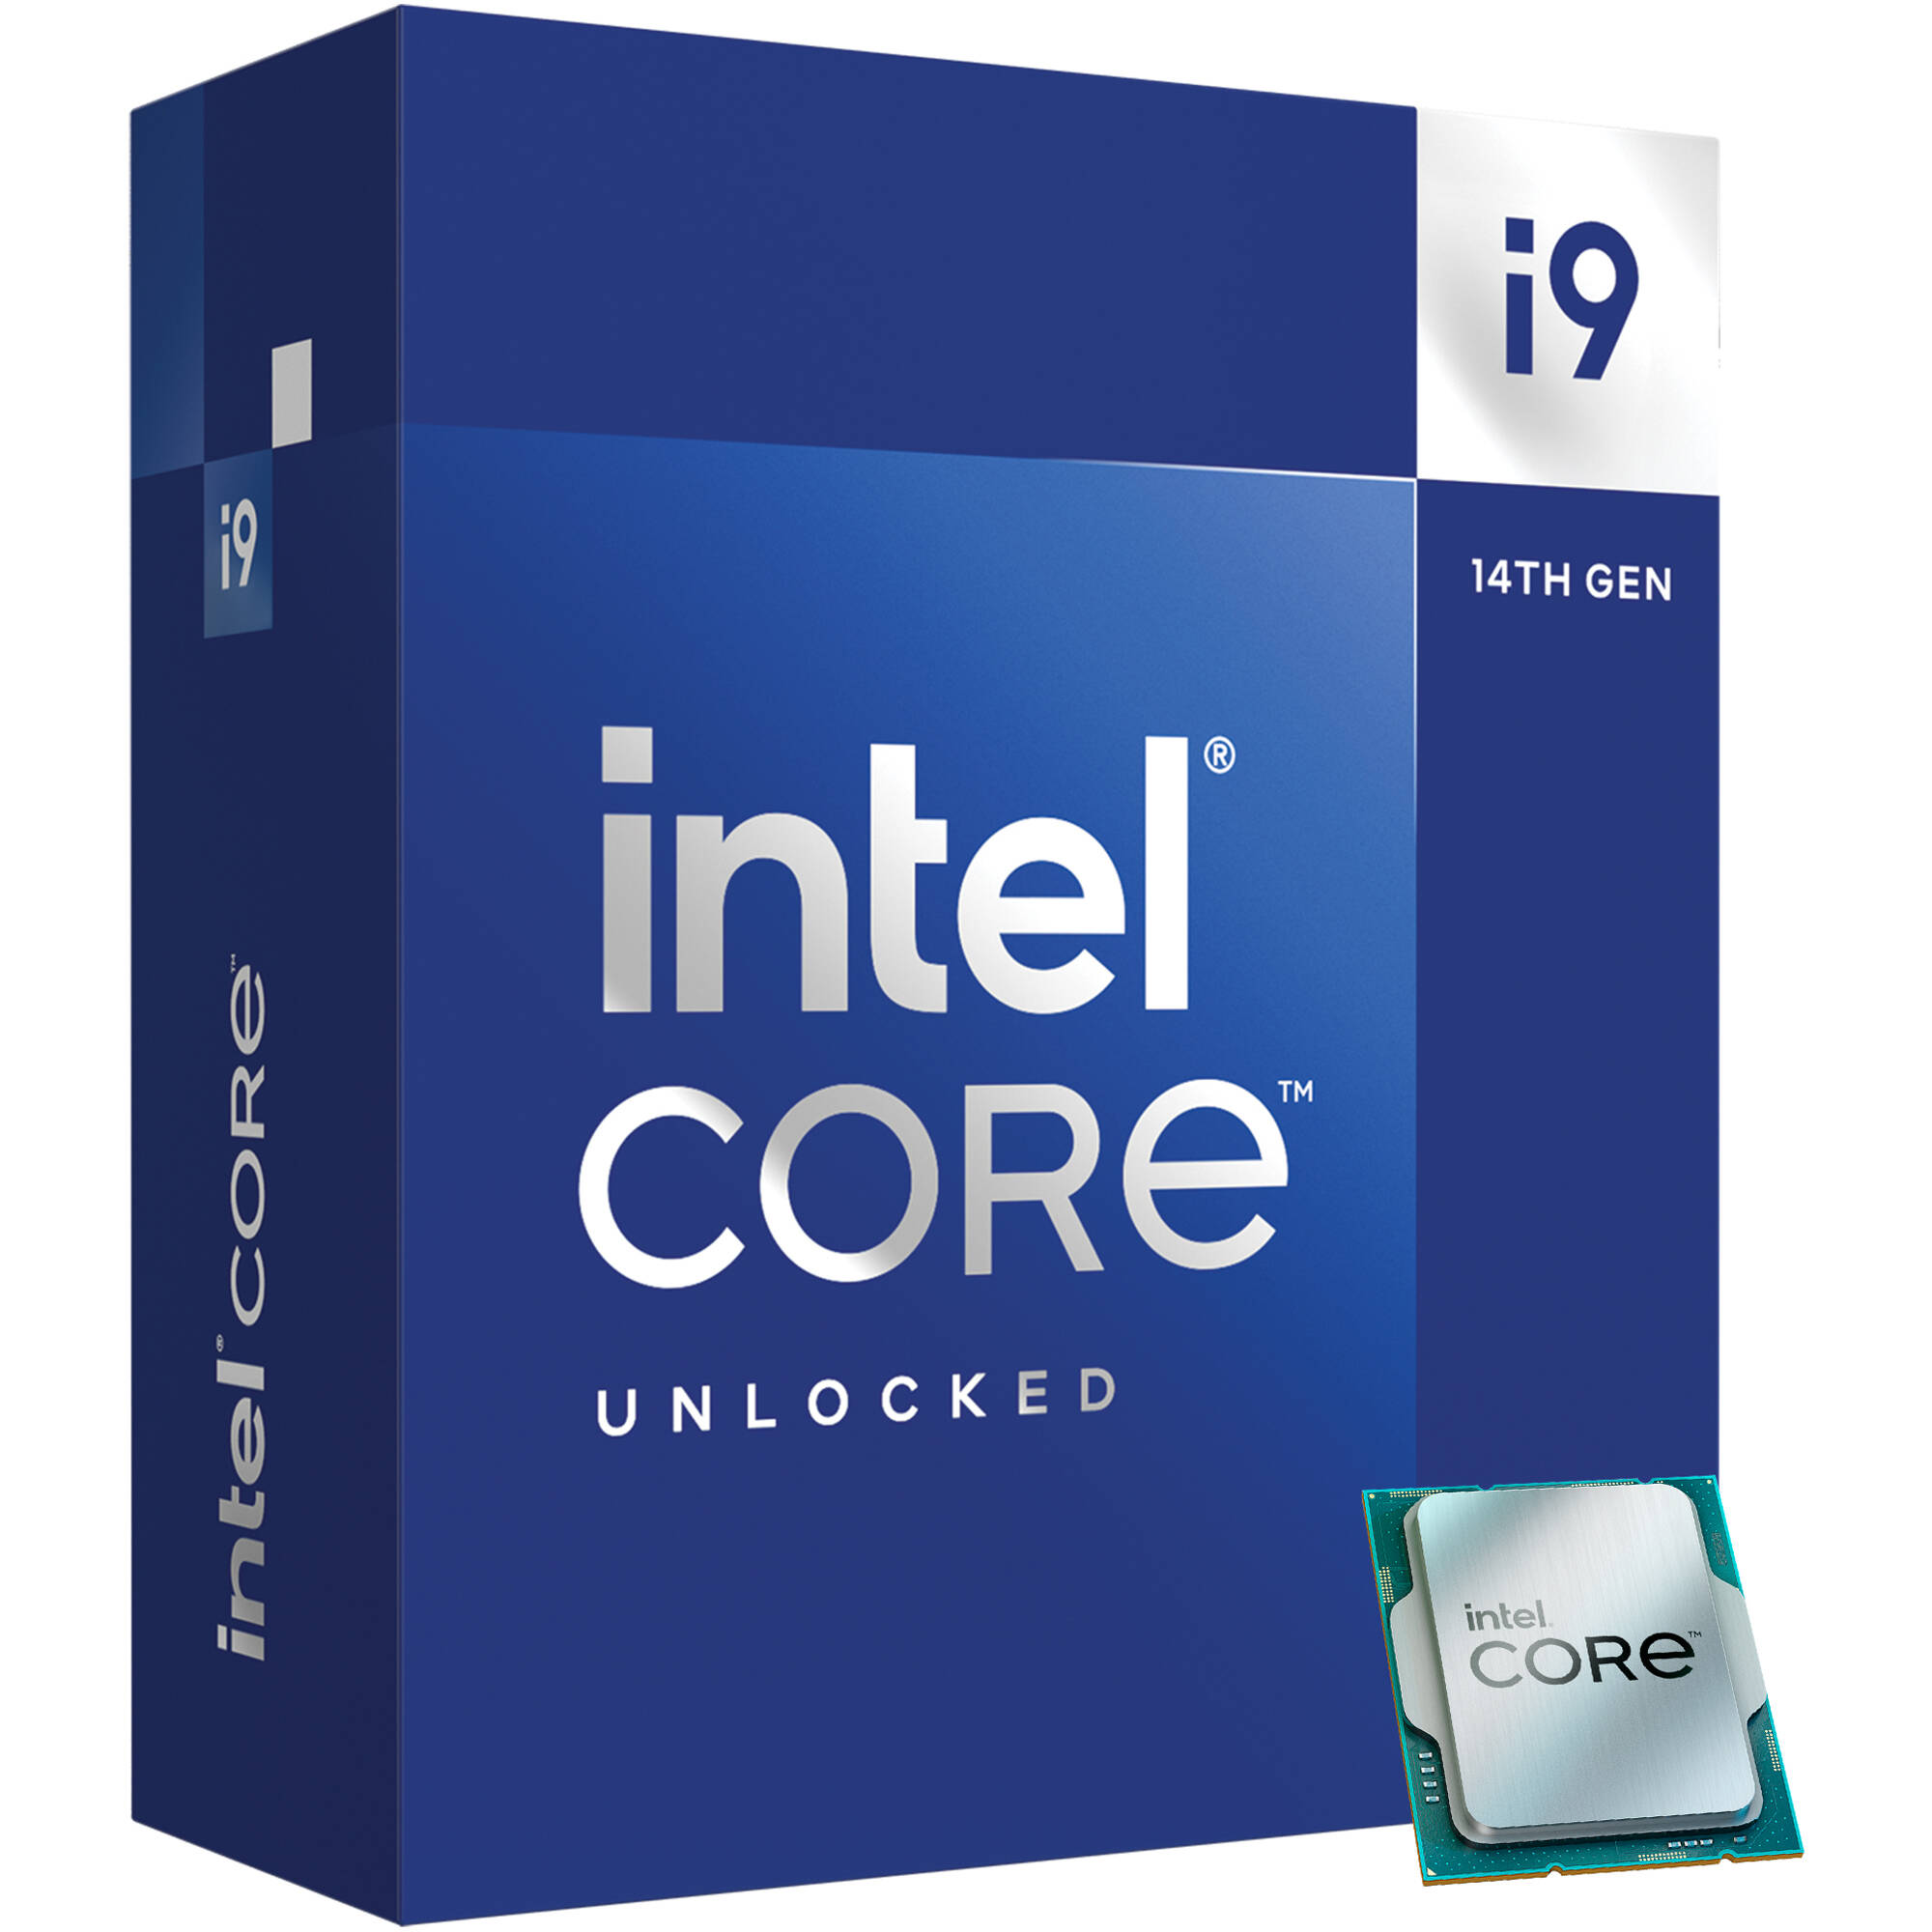 i9
14TH GEN
intel®
CORe™
UNLOCKED
i9
intel® CORe™
intel.
CORe™